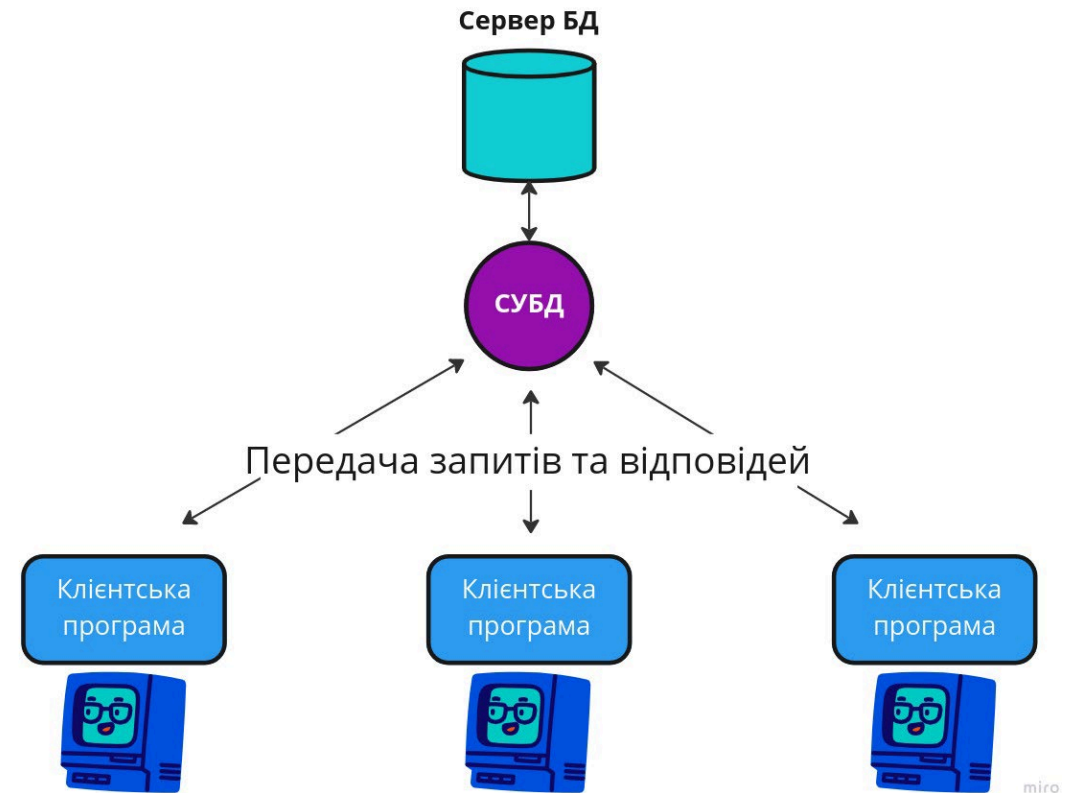 Сервер БД
СУБД
Передача запитів та відповідей
Клієнтська
програма
Клієнтська
програма
Клієнтська
програма
miro